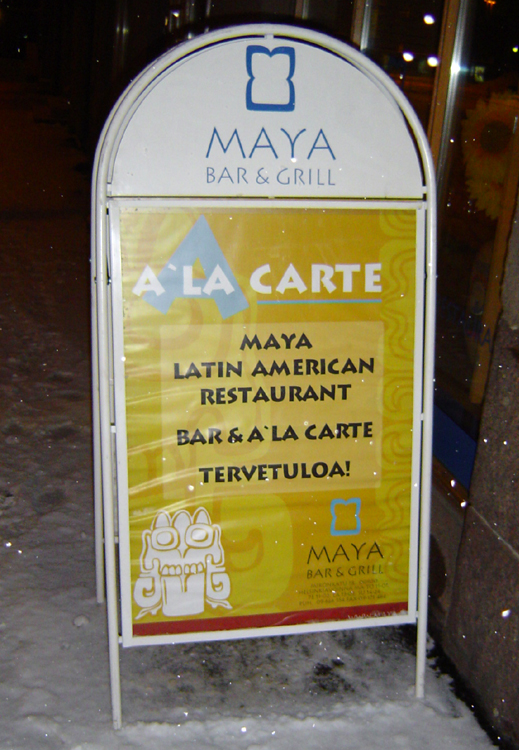 MAYA
BAR & GRILL
A`LA CARTE
MAYA
LATIN AMERICAN
RESTAURANT
BAR & A`LA CARTE
TERVETULOA!
MAYA
BAR & GRILL